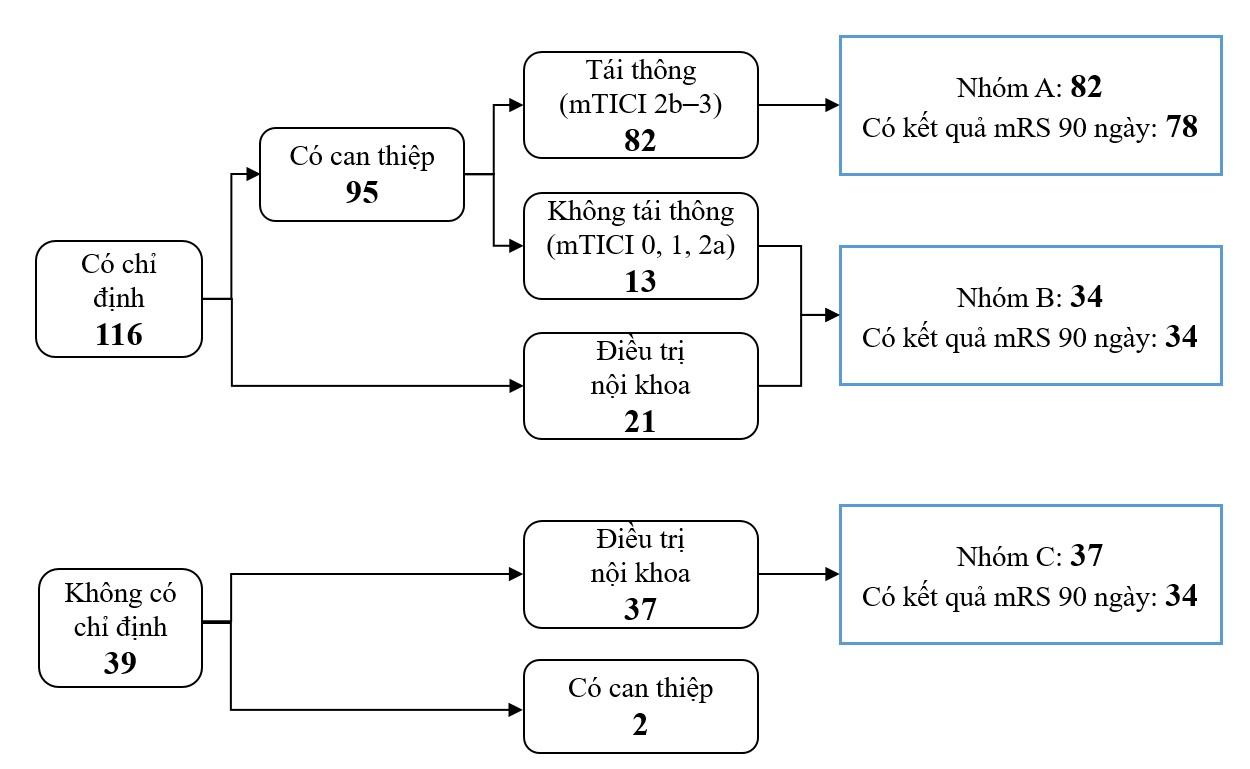 Có chỉ
định
116
Có can thiệp
95
Tái thông
(mTICI 2b–3)
82
Không tái thông
(mTICI 0, 1, 2a)
13
Điều trị
nội khoa
21
Nhóm A: 82
Có kết quả mRS 90 ngày: 78
Nhóm B: 34
Có kết quả mRS 90 ngày: 34
Không có
chỉ định
39
Điều trị
nội khoa
37
Có can thiệp
2
Nhóm C: 37
Có kết quả mRS 90 ngày: 34